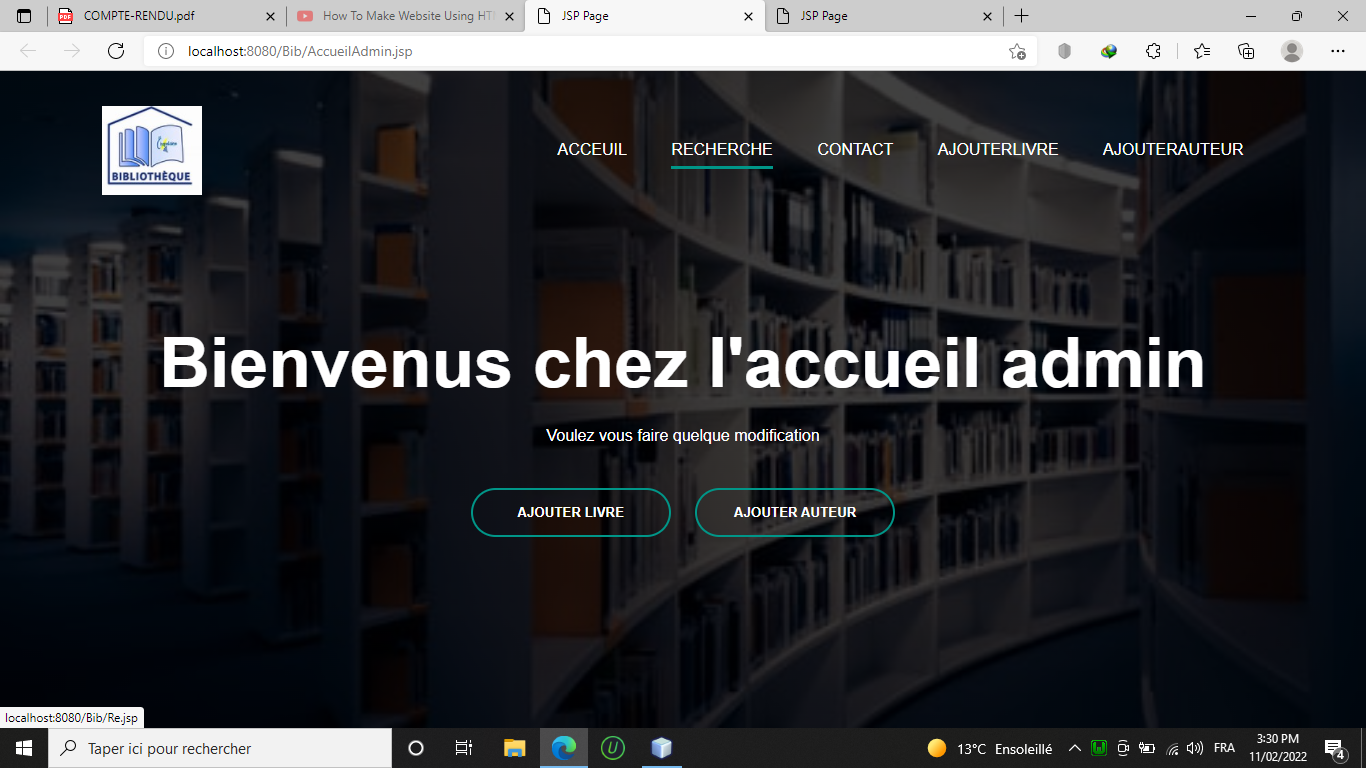 COMPTE-RENDU.pdf
How To Make Website Using HT
JSP Page
JSP Page
localhost:8080/Bib/AccueilAdmin.jsp
BIBLIOTHÈQUE
ACCEUIL
RECHERCHE
CONTACT
AJOUTERLIVRE
AJOUTERAUTEUR
Bienvenus chez l'accueil admin
Voulez vous faire quelque modification
AJOUTER LIVRE
AJOUTER AUTEUR
localhost:8080/Bib/Re.jsp
Taper ici pour rechercher
13°C Ensoleillé
FRA
3:30 PM
11/02/2022
4